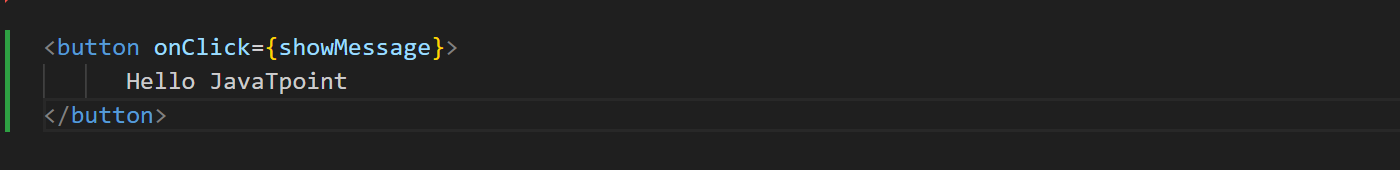 <button onClick={showMessage}>
Hello JavaTpoint
</button>